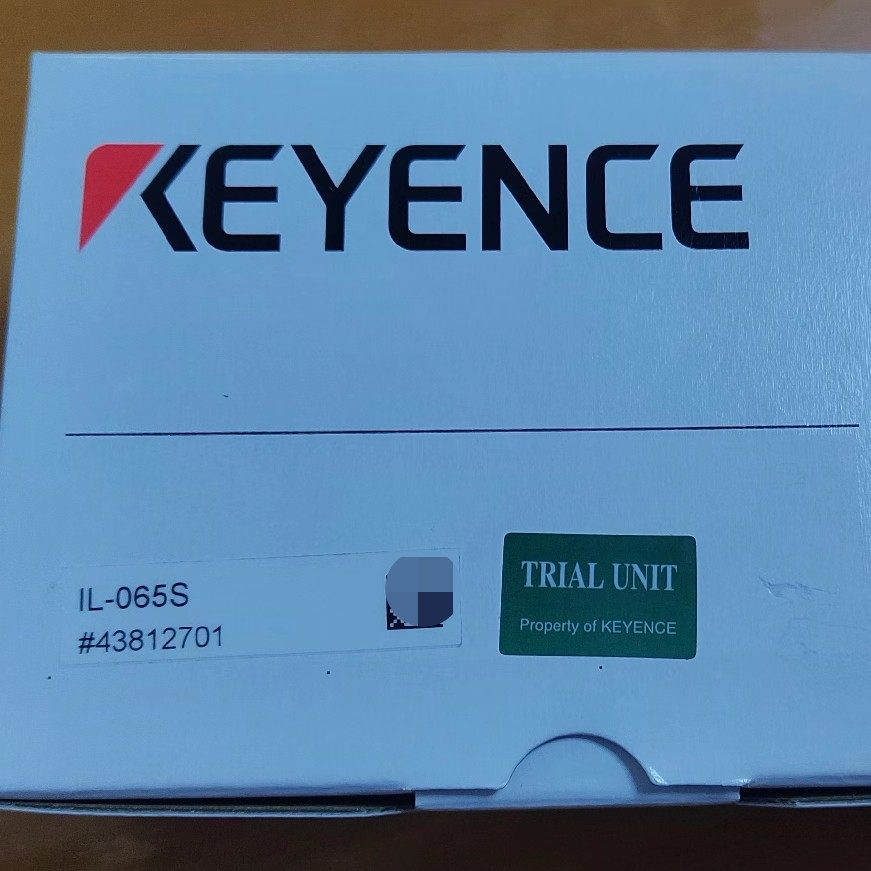 KEYENCE
IL-065S
#43812701
TRIAL UNIT
Property of KEYENCE